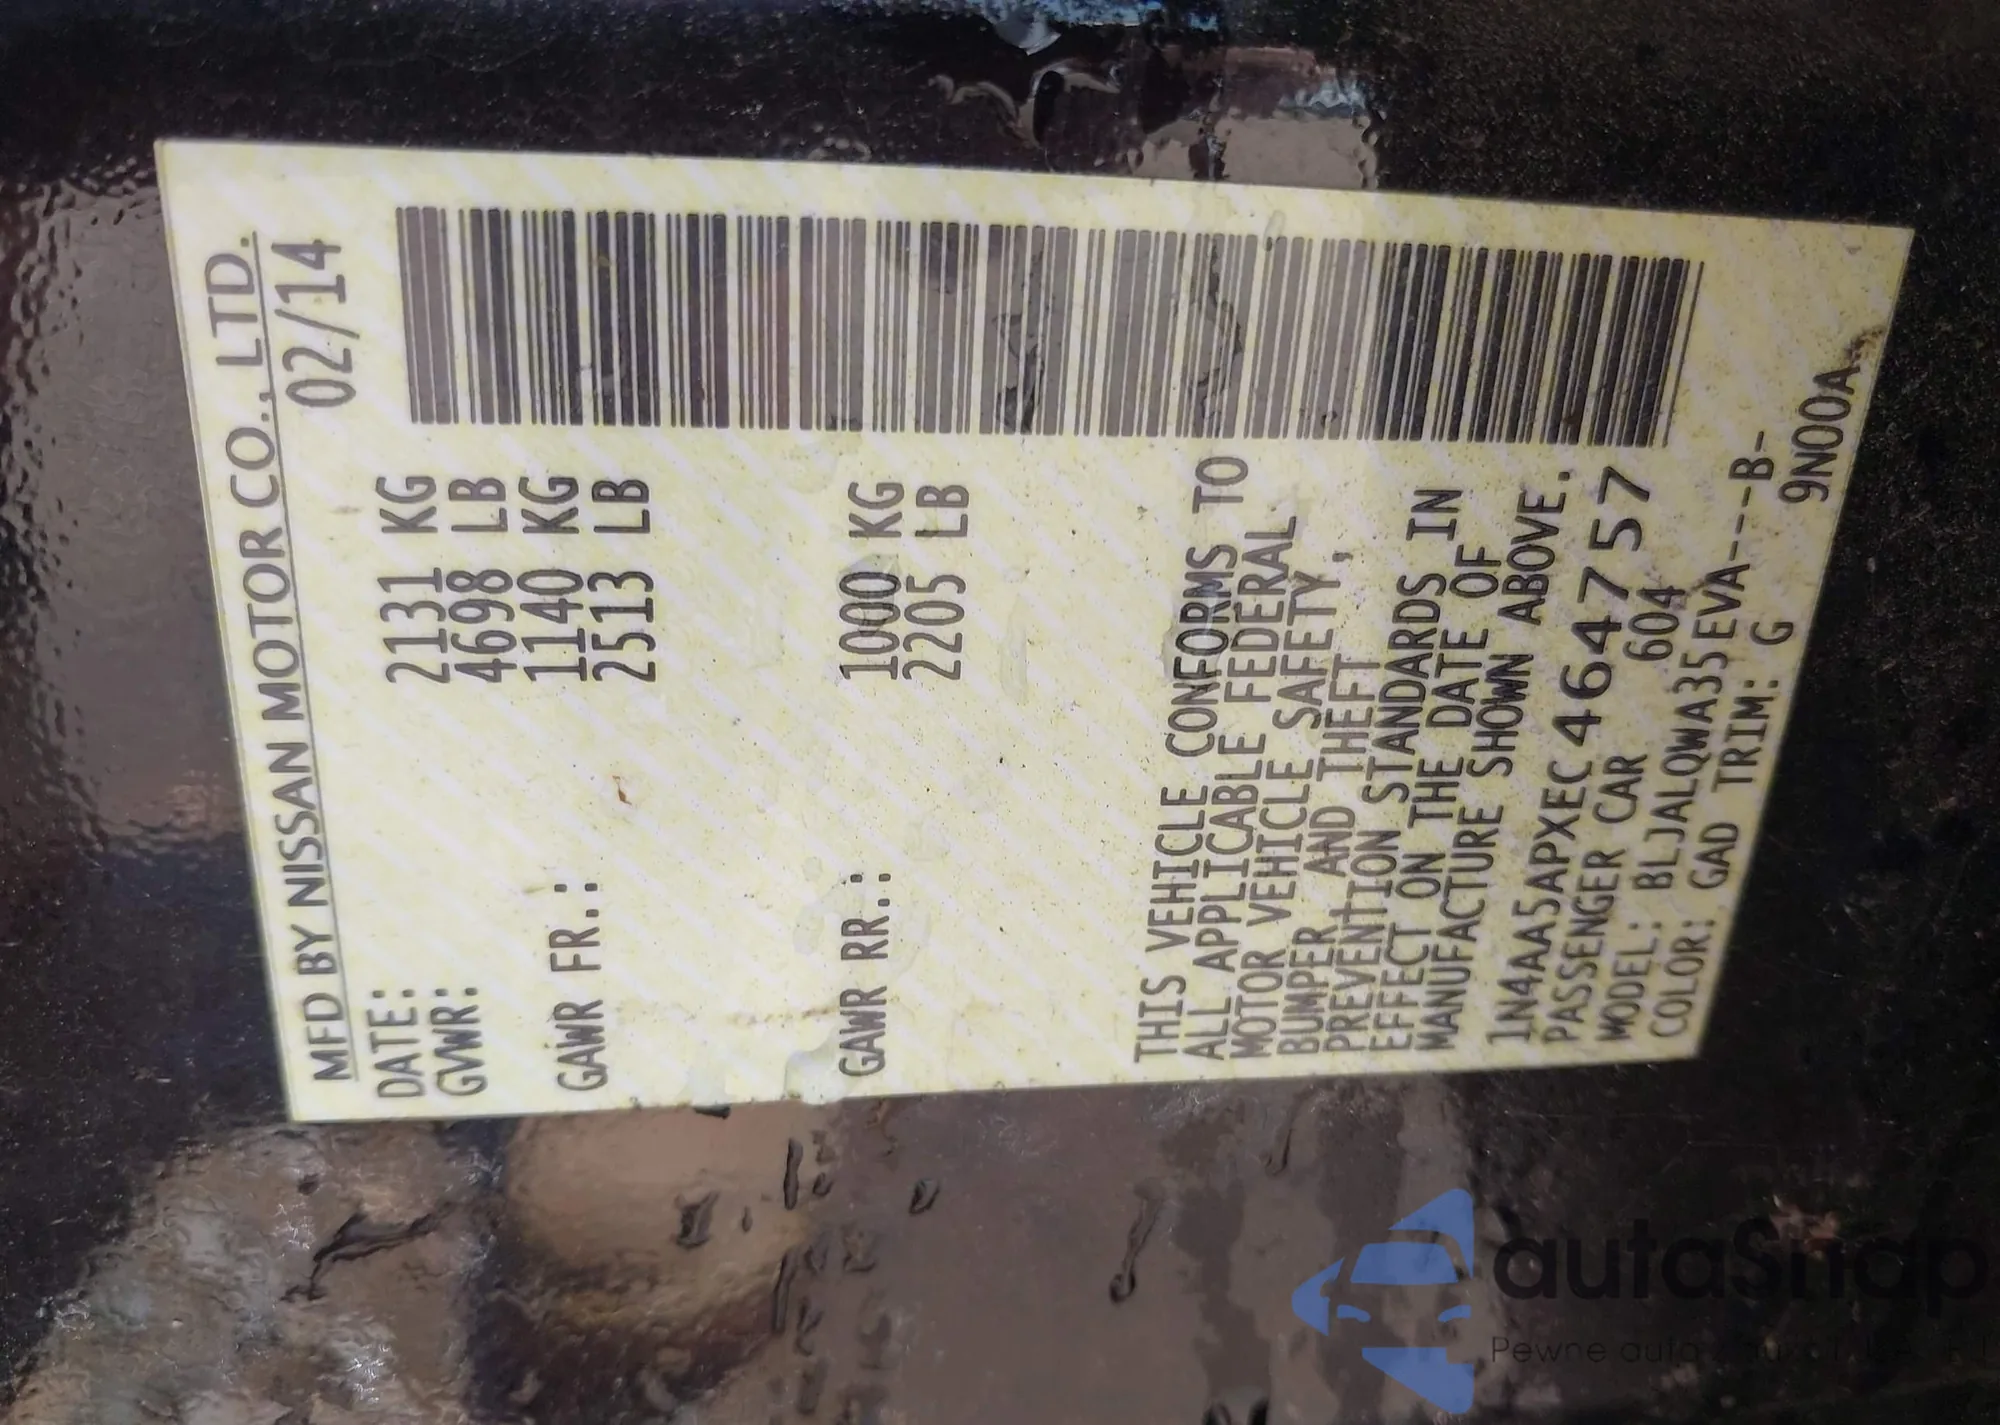 MFD BY NISSAN MOTOR CO., LTD.
DATE: 02/14
GVWR: 2131 KG
4698 LB
GAWR FR.: 1140 KG
2513 LB
GAWR RR.: 1000 KG
2205 LB
THIS VEHICLE CONFORMS TO
ALL APPLICABLE FEDERAL
MOTOR VEHICLE SAFETY,
BUMPER AND THEFT
PREVENTION STANDARDS IN
EFFECT ON THE DATE OF
MANUFACTURE SHOWN ABOVE.
1N4AA5APXEC464757
PASSENGER CAR 604
MODEL: BLJALQWA35EVA---B-
COLOR: GAD TRIM: G 9N00A
autaSnap
Pewne auta z